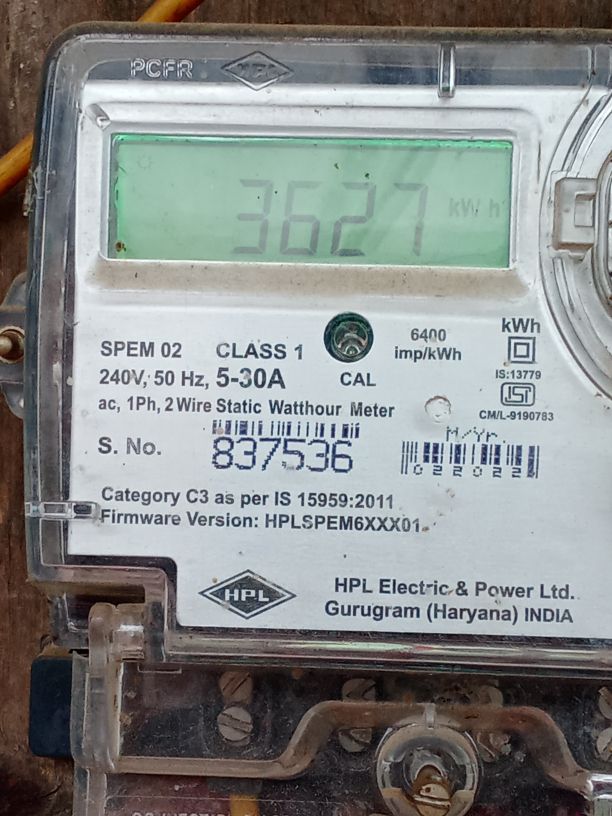 PCFR HPL
3627 kWh
SPEM 02 CLASS 1
6400
imp/kWh
kWh
240V, 50 Hz, 5-30A
CAL
IS:13779
ISI
CM/L-9190783
ac, 1Ph, 2 Wire Static Watthour Meter
M/Yr.
S. No. 837536
022022
Category C3 as per IS 15959:2011
Firmware Version: HPLSPEM6XXX01
HPL
HPL Electric & Power Ltd.
Gurugram (Haryana) INDIA